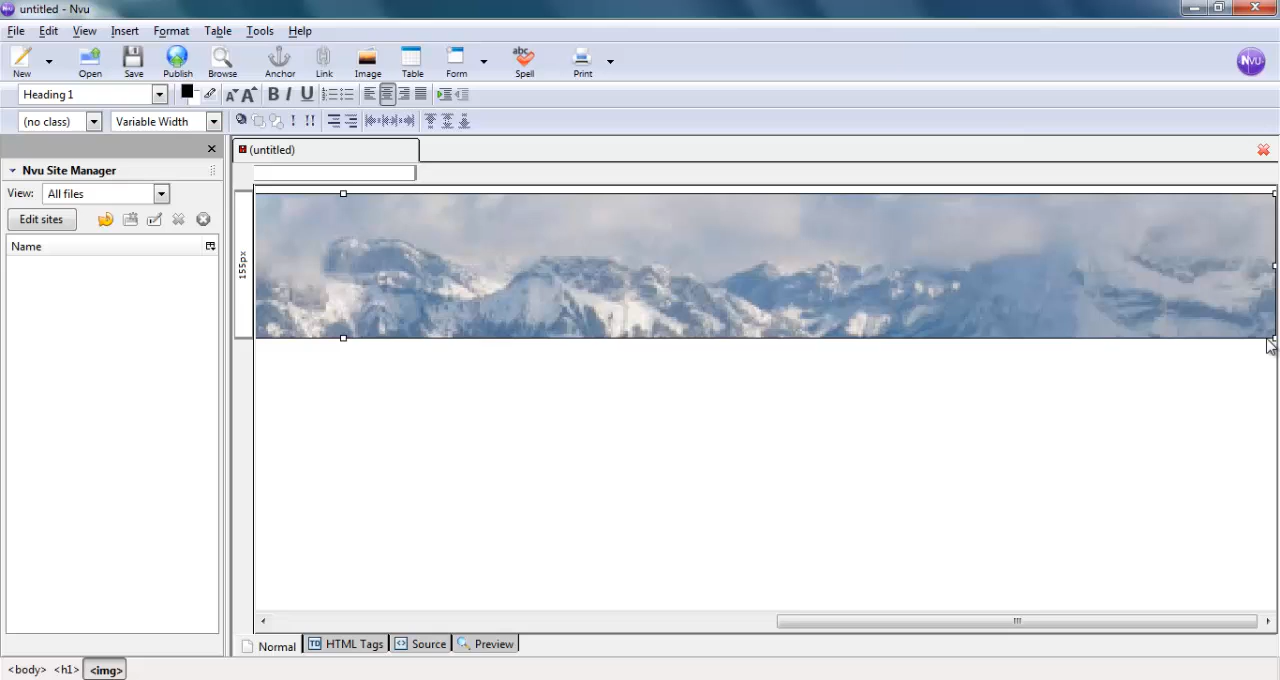 untitled - Nvu
File Edit View Insert Format Table Tools Help
New Open Save Publish Browse Anchor Link Image Table Form abc Spell Print NVU
Heading 1 A A B I U
(no class) Variable Width ! !!
(untitled)
Nvu Site Manager
View: All files
Edit sites
Name
155px
Normal TD HTML Tags Source Preview
<body> <h1> <img>